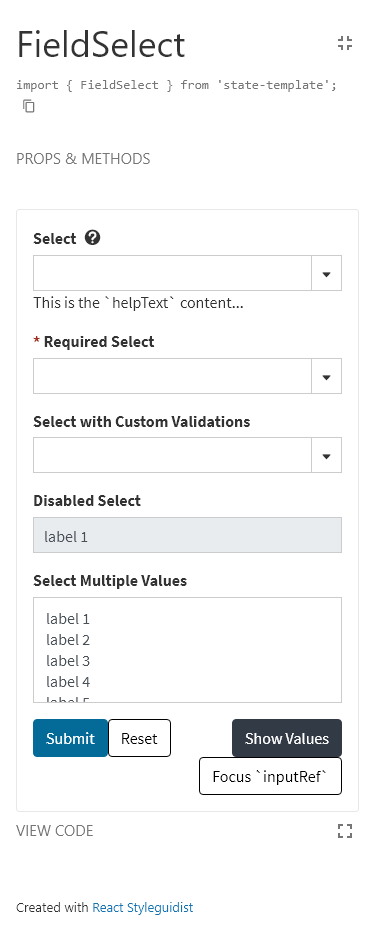 FieldSelect
import { FieldSelect } from 'state-template';
PROPS & METHODS
Select
This is the `helpText` content...
* Required Select
Select with Custom Validations
Disabled Select
label 1
Select Multiple Values
label 1
label 2
label 3
label 4
label 5
Submit Reset Show Values
Focus `inputRef`
VIEW CODE
Created with React Styleguidist